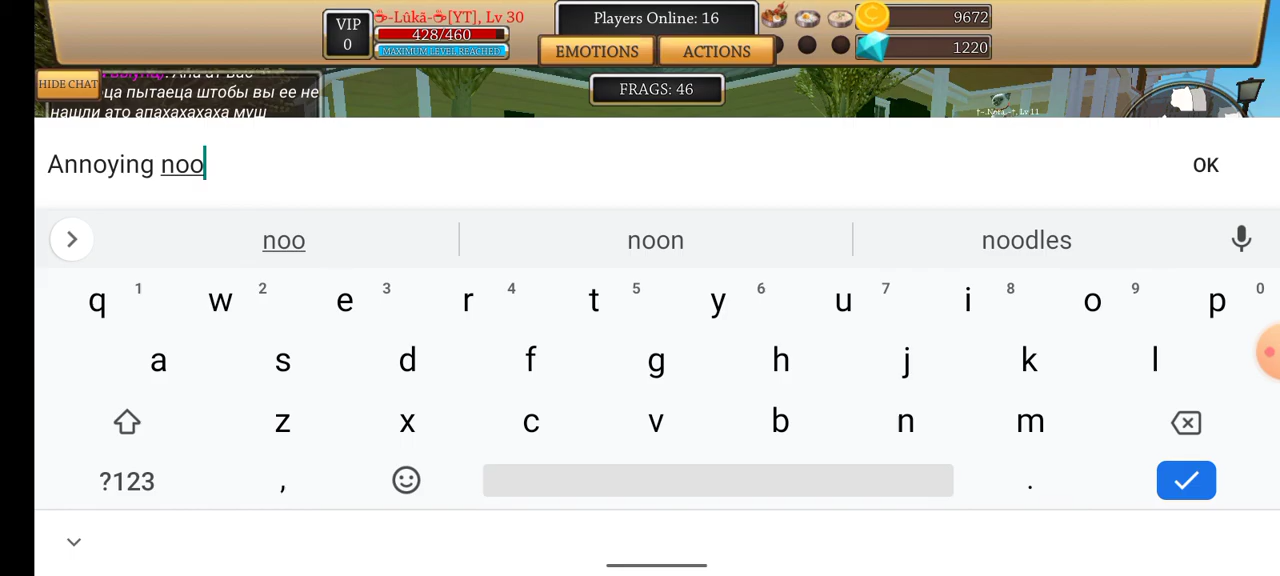 VIP
0
☕-Lûkã-☕[YT], Lv 30
428/460
MAXIMUM LEVEL REACHED
Players Online: 16
EMOTIONS
ACTIONS
9672
1220
HIDE CHAT
FRAGS: 46
ца пытаеца штобы вы ее не
нашли ато апахахахаха муш
Annoying noo
OK
noo
noon
noodles
q 1 w 2 e 3 r 4 t 5 y 6 u 7 i 8 o 9 p 0
a s d f g h j k l
z x c v b n m
?123 , .